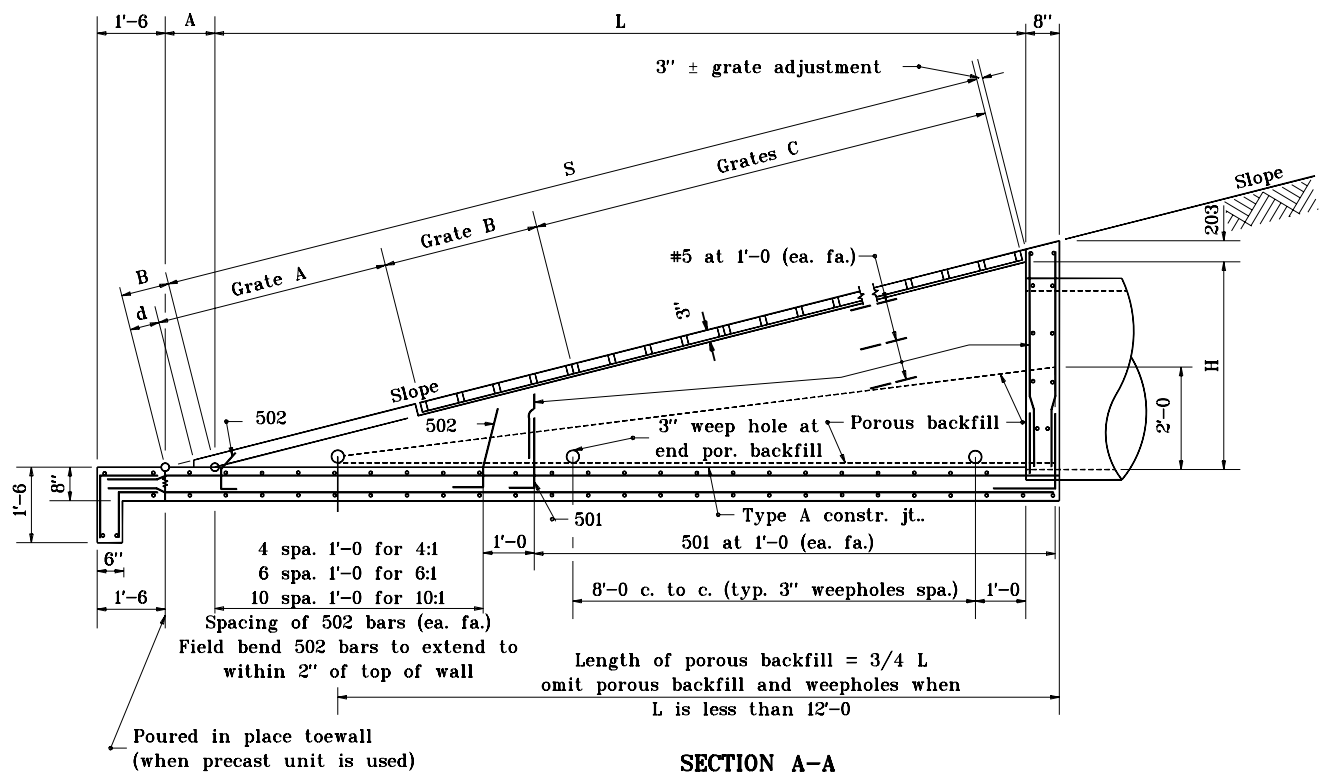 1'-6
A
L
8"
3" ± grate adjustment
S
Grates C
Slope
203
Grate B
#5 at 1'-0 (ea. fa.)
B
Grate A
d
3"
H
Slope
502
502
3" weep hole at
end por. backfill
Porous backfill
2'-0
1'-6
8"
501
Type A constr. jt..
6"
4 spa. 1'-0 for 4:1
6 spa. 1'-0 for 6:1
10 spa. 1'-0 for 10:1
1'-0
501 at 1'-0 (ea. fa.)
1'-6
8'-0 c. to c. (typ. 3" weepholes spa.)
1'-0
Spacing of 502 bars (ea. fa.)
Field bend 502 bars to extend to
within 2" of top of wall
Length of porous backfill = 3/4 L
omit porous backfill and weepholes when
L is less than 12'-0
Poured in place toewall
(when precast unit is used)
SECTION A-A